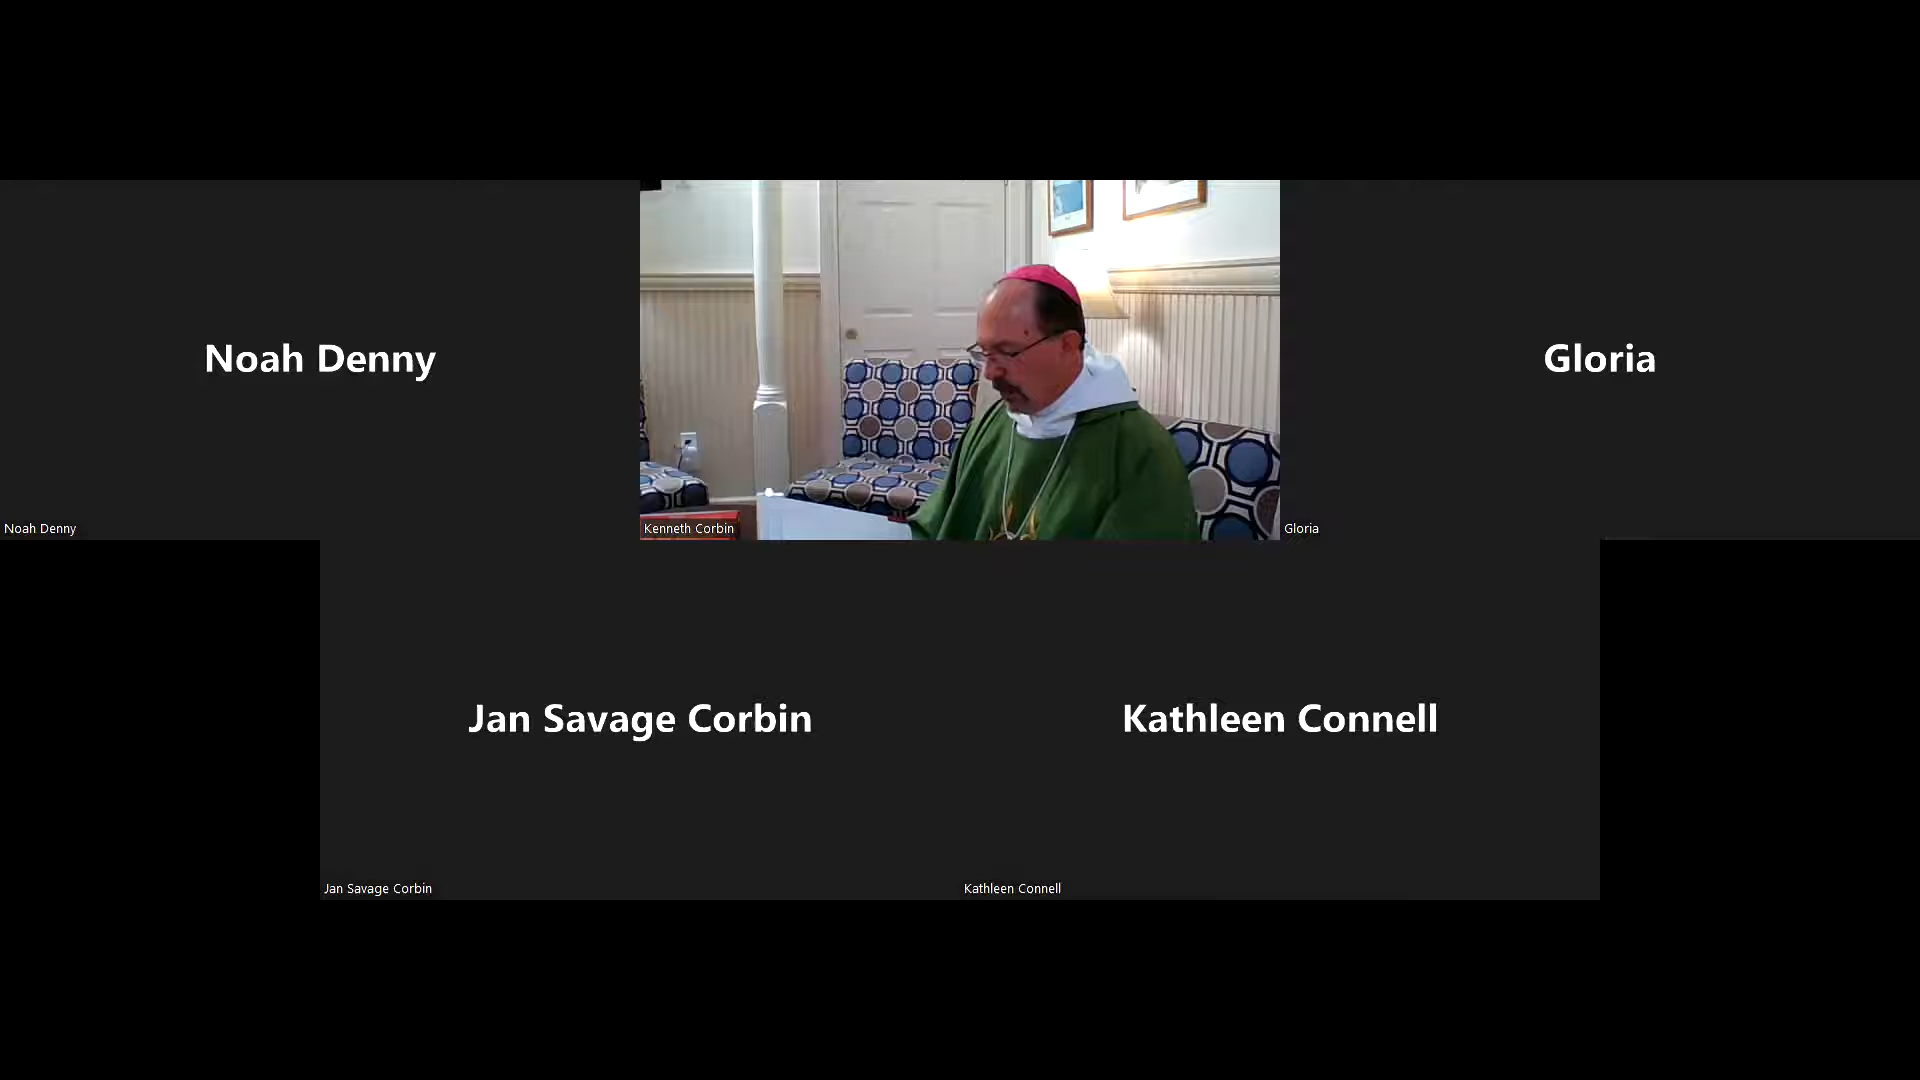 Noah Denny
Gloria
Noah Denny
Kenneth Corbin
Gloria
Jan Savage Corbin
Kathleen Connell
Jan Savage Corbin
Kathleen Connell